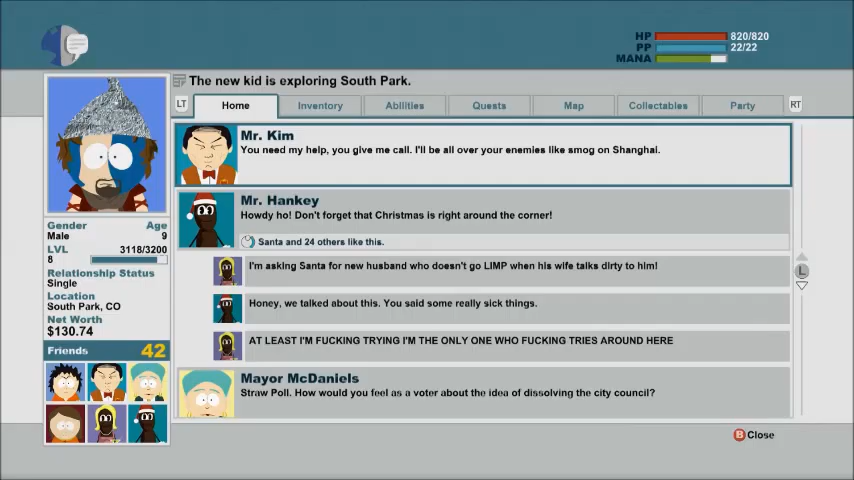 HP 820/820
PP 22/22
MANA
The new kid is exploring South Park.
LT Home Inventory Abilities Quests Map Collectables Party RT
Mr. Kim
You need my help, you give me call. I'll be all over your enemies like smog on Shanghai.
Mr. Hankey
Howdy ho! Don't forget that Christmas is right around the corner!
Santa and 24 others like this.
I'm asking Santa for new husband who doesn't go LIMP when his wife talks dirty to him!
Honey, we talked about this. You said some really sick things.
AT LEAST I'M FUCKING TRYING I'M THE ONLY ONE WHO FUCKING TRIES AROUND HERE
Mayor McDaniels
Straw Poll. How would you feel as a voter about the idea of dissolving the city council?
Gender Age
Male 9
LVL 3118/3200
8
Relationship Status
Single
Location
South Park, CO
Net Worth
$130.74
Friends 42
L
B Close